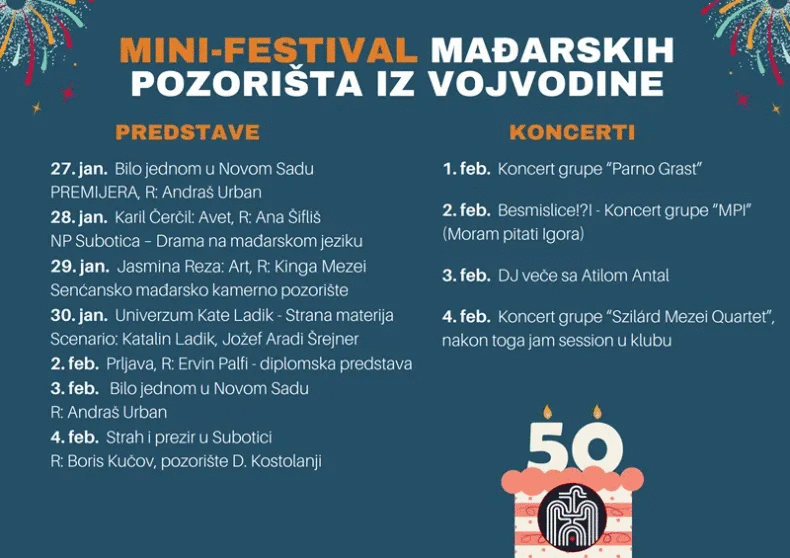 MINI-FESTIVAL MAĐARSKIH
POZORIŠTA IZ VOJVODINE
PREDSTAVE
27. jan. Bilo jednom u Novom Sadu
PREMIJERA, R: Andraš Urban
28. jan. Karil Čerčil: Avet, R: Ana Šifliš
NP Subotica – Drama na mađarskom jeziku
29. jan. Jasmina Reza: Art, R: Kinga Mezei
Senćansko mađarsko kamerno pozorište
30. jan. Univerzum Kate Ladik - Strana materija
Scenario: Katalin Ladik, Jožef Aradi Šrejner
2. feb. Prljava, R: Ervin Palfi - diplomska predstava
3. feb. Bilo jednom u Novom Sadu
R: Andraš Urban
4. feb. Strah i prezir u Subotici
R: Boris Kučov, pozorište D. Kostolanji
KONCERTI
1. feb. Koncert grupe “Parno Grast”
2. feb. Besmislice!?I - Koncert grupe “MPI”
(Moram pitati Igora)
3. feb. DJ veče sa Atilom Antal
4. feb. Koncert grupe “Szilárd Mezei Quartet”,
nakon toga jam session u klubu
50